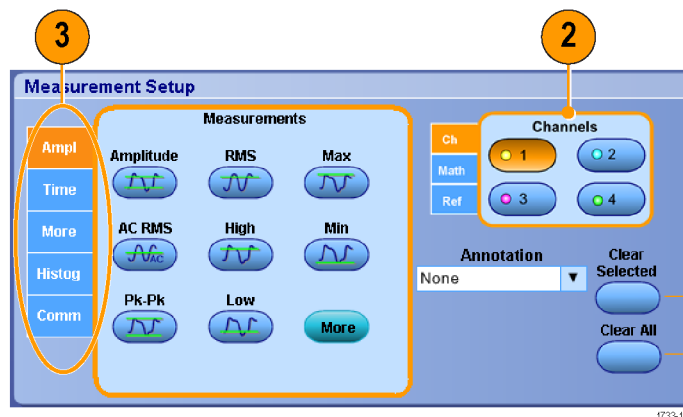 3
2
Measurement Setup
Measurements
Ampl
Time
More
Histog
Comm
Amplitude
RMS
Max
AC RMS
AC
High
Min
Pk-Pk
Low
More
Ch
Math
Ref
Channels
1
2
3
4
Annotation
None
Clear
Selected
Clear All